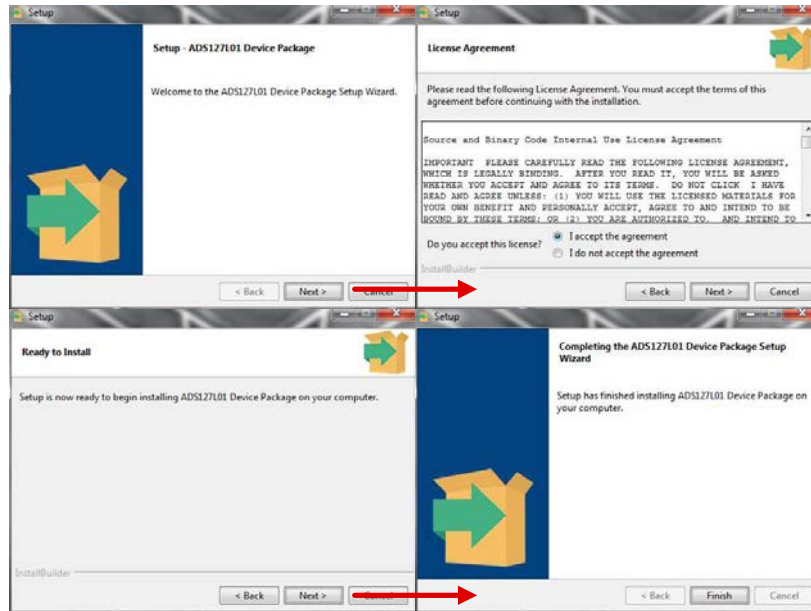 Setup
Setup - ADS127L01 Device Package
Welcome to the ADS127L01 Device Package Setup Wizard.
< Back
Next >
Cancel
Setup
License Agreement
Please read the following License Agreement. You must accept the terms of this
agreement before continuing with the installation.
Source and Binary Code Internal Use License Agreement
IMPORTANT PLEASE CAREFULLY READ THE FOLLOWING LICENSE AGREEMENT,
WHICH IS LEGALLY BINDING. AFTER YOU READ IT, YOU WILL BE ASKED
WHETHER YOU ACCEPT AND AGREE TO ITS TERMS. DO NOT CLICK I HAVE
READ AND AGREE UNLESS: (1) YOU WILL USE THE LICENSED MATERIALS FOR
YOUR OWN BENEFIT AND PERSONALLY ACCEPT, AGREE TO AND INTEND TO BE
BOUND BY THESE TERMS; OR (2) YOU ARE AUTHORIZED TO, AND INTEND TO
Do you accept this license?
I accept the agreement
I do not accept the agreement
InstallBuilder
< Back
Next >
Cancel
Setup
Ready to Install
Setup is now ready to begin installing ADS127L01 Device Package on your computer.
InstallBuilder
< Back
Next >
Cancel
Setup
Completing the ADS127L01 Device Package Setup
Wizard
Setup has finished installing ADS127L01 Device Package on
your computer.
< Back
Finish
Cancel